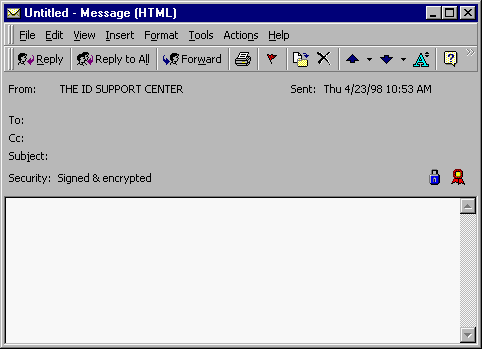 Untitled - Message (HTML)
File Edit View Insert Format Tools Actions Help
Reply Reply to All Forward A ?
From: THE ID SUPPORT CENTER Sent: Thu 4/23/98 10:53 AM
To:
Cc:
Subject:
Security: Signed & encrypted